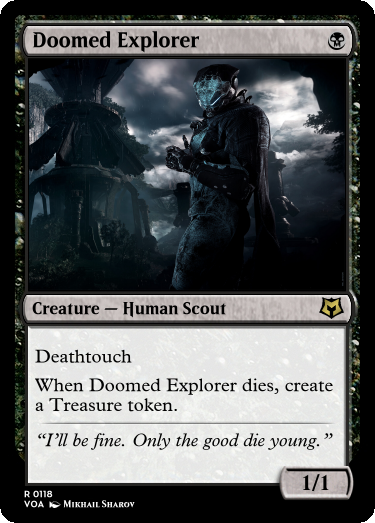 Doomed Explorer
Creature — Human Scout
Deathtouch
When Doomed Explorer dies, create
a Treasure token.
“I’ll be fine. Only the good die young.”
1/1
R 0118
VOA Mikhail Sharov